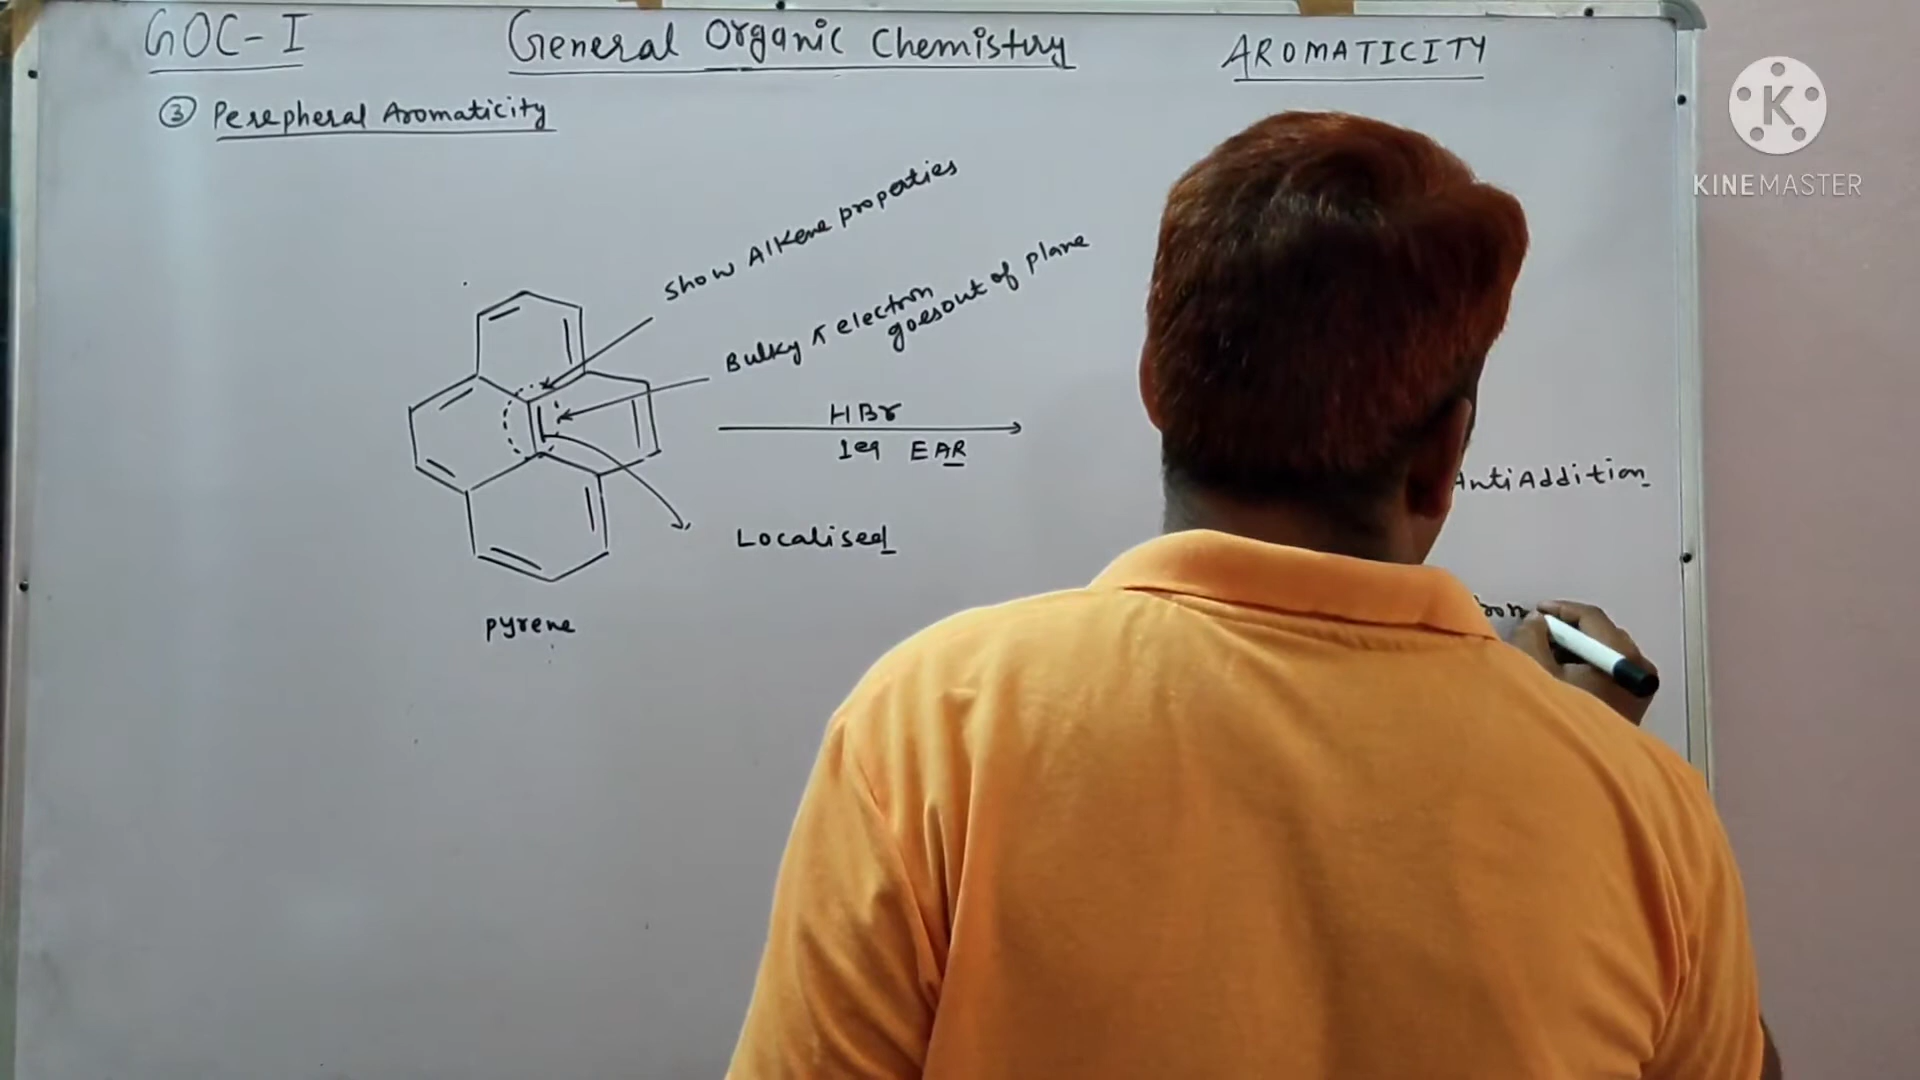 GOC-I
General Organic Chemistry
AROMATICITY
③ Perepheral Aromaticity
show Alkene properties
Bulky π electron
goesout of plane
HBr
1eq EAR
AntiAddition
Localised
pyrene
KINEMASTER